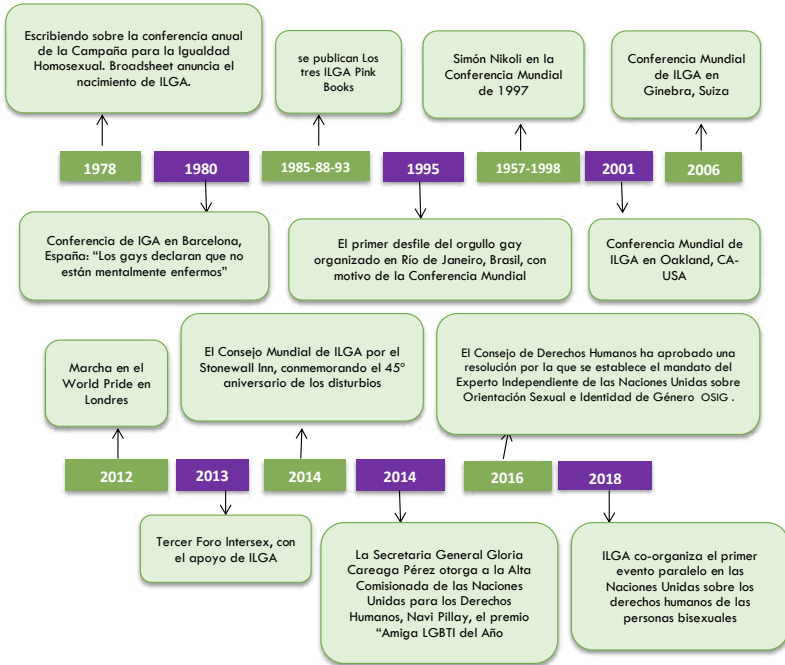 Escribiendo sobre la conferencia anual
de la Campaña para la Igualdad
Homosexual. Broadsheet anuncia el
nacimiento de ILGA.
se publican Los
tres ILGA Pink
Books
Simón Nikoli en la
Conferencia Mundial
de 1997
Conferencia Mundial
de ILGA en
Ginebra, Suiza
1978
1980
1985-88-93
1995
1957-1998
2001
2006
Conferencia de IGA en Barcelona,
España: “Los gays declaran que no
están mentalmente enfermos”
El primer desfile del orgullo gay
organizado en Río de Janeiro, Brasil, con
motivo de la Conferencia Mundial
Conferencia Mundial de
ILGA en Oakland, CA-
USA
Marcha en el
World Pride en
Londres
El Consejo Mundial de ILGA por el
Stonewall Inn, conmemorando el 45º
aniversario de los disturbios
El Consejo de Derechos Humanos ha aprobado una
resolución por la que se establece el mandato del
Experto Independiente de las Naciones Unidas sobre
Orientación Sexual e Identidad de Género OSIG .
2012
2013
2014
2014
2016
2018
Tercer Foro Intersex, con
el apoyo de ILGA
La Secretaria General Gloria
Careaga Pérez otorga a la Alta
Comisionada de las Naciones
Unidas para los Derechos
Humanos, Navi Pillay, el premio
“Amiga LGBTI del Año
ILGA co-organiza el primer
evento paralelo en las
Naciones Unidas sobre los
derechos humanos de las
personas bisexuales